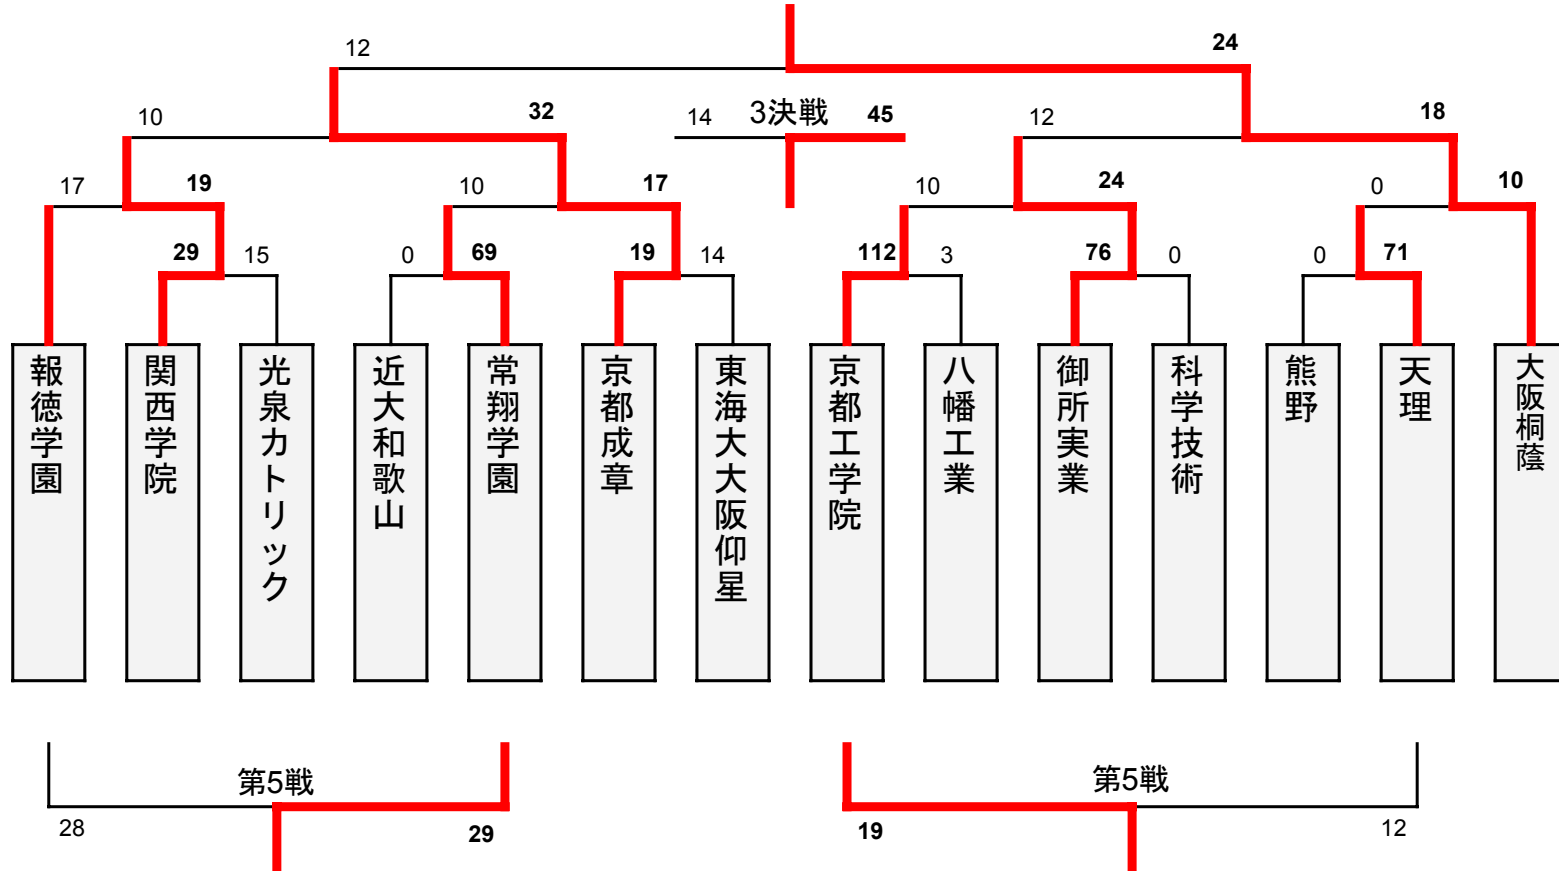 12
24
10
32
14
3決戦
45
12
18
17
19
10
17
10
24
0
10
29
15
0
69
19
14
112
3
76
0
0
71
報徳学園
関西学院
光泉カトリック
近大和歌山
常翔学園
京都成章
東海大大阪仰星
京都工学院
八幡工業
御所実業
科学技術
熊野
天理
大阪桐蔭
第5戦
第5戦
28
29
19
12